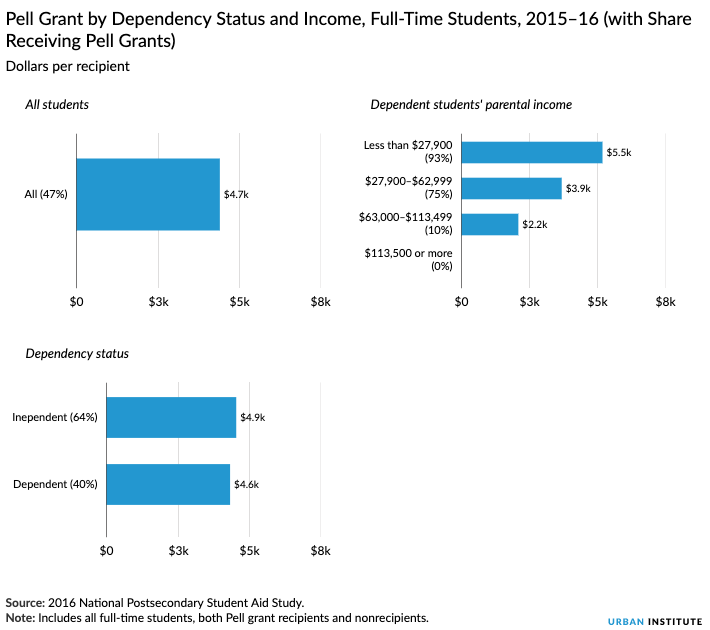 Pell Grant by Dependency Status and Income, Full-Time Students, 2015–16 (with Share
Receiving Pell Grants)
Dollars per recipient
All students
All (47%)
$4.7k
$0 $3k $5k $8k
Dependent students' parental income
Less than $27,900
(93%)
$5.5k
$27,900–$62,999
(75%)
$3.9k
$63,000–$113,499
(10%)
$2.2k
$113,500 or more
(0%)
$0 $3k $5k $8k
Dependency status
Inependent (64%)
$4.9k
Dependent (40%)
$4.6k
$0 $3k $5k $8k
Source: 2016 National Postsecondary Student Aid Study.
Note: Includes all full-time students, both Pell grant recipients and nonrecipients.
URBAN INSTITUTE